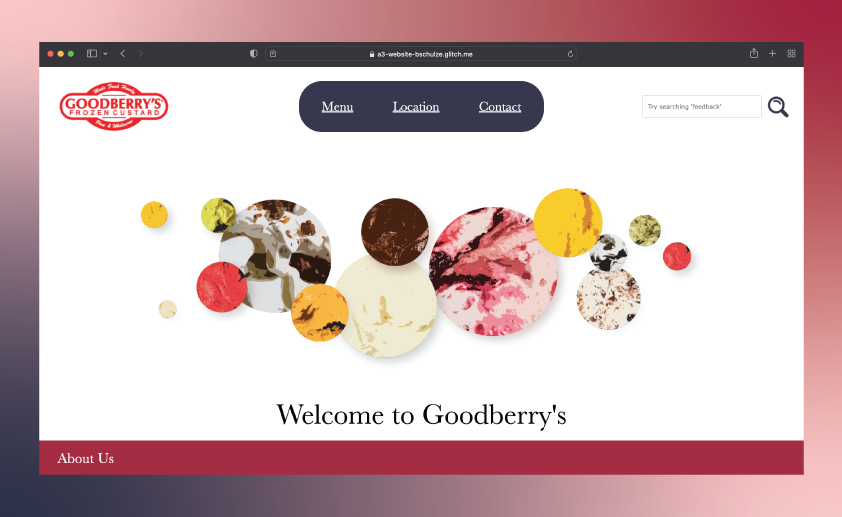 a3-website-bschulze.glitch.me
Made Fresh Hourly
GOODBERRY'S
FROZEN CUSTARD
Pure & Wholesome
Menu Location Contact
Try searching 'feedback'
Welcome to Goodberry's
About Us